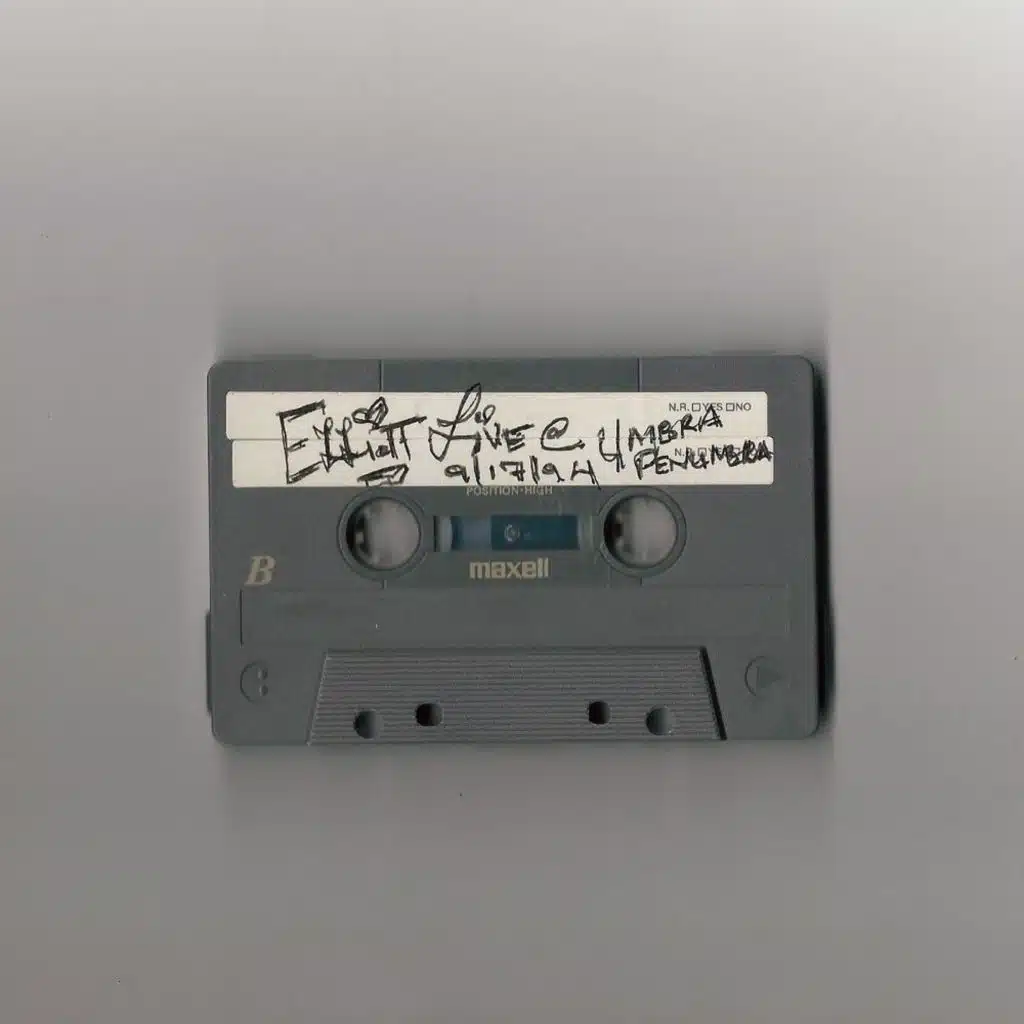 N.R. ☐YES ☐NO
Elliott Live @ Umbra
9/17/94 Penumbra
POSITION·HIGH
maxell
B